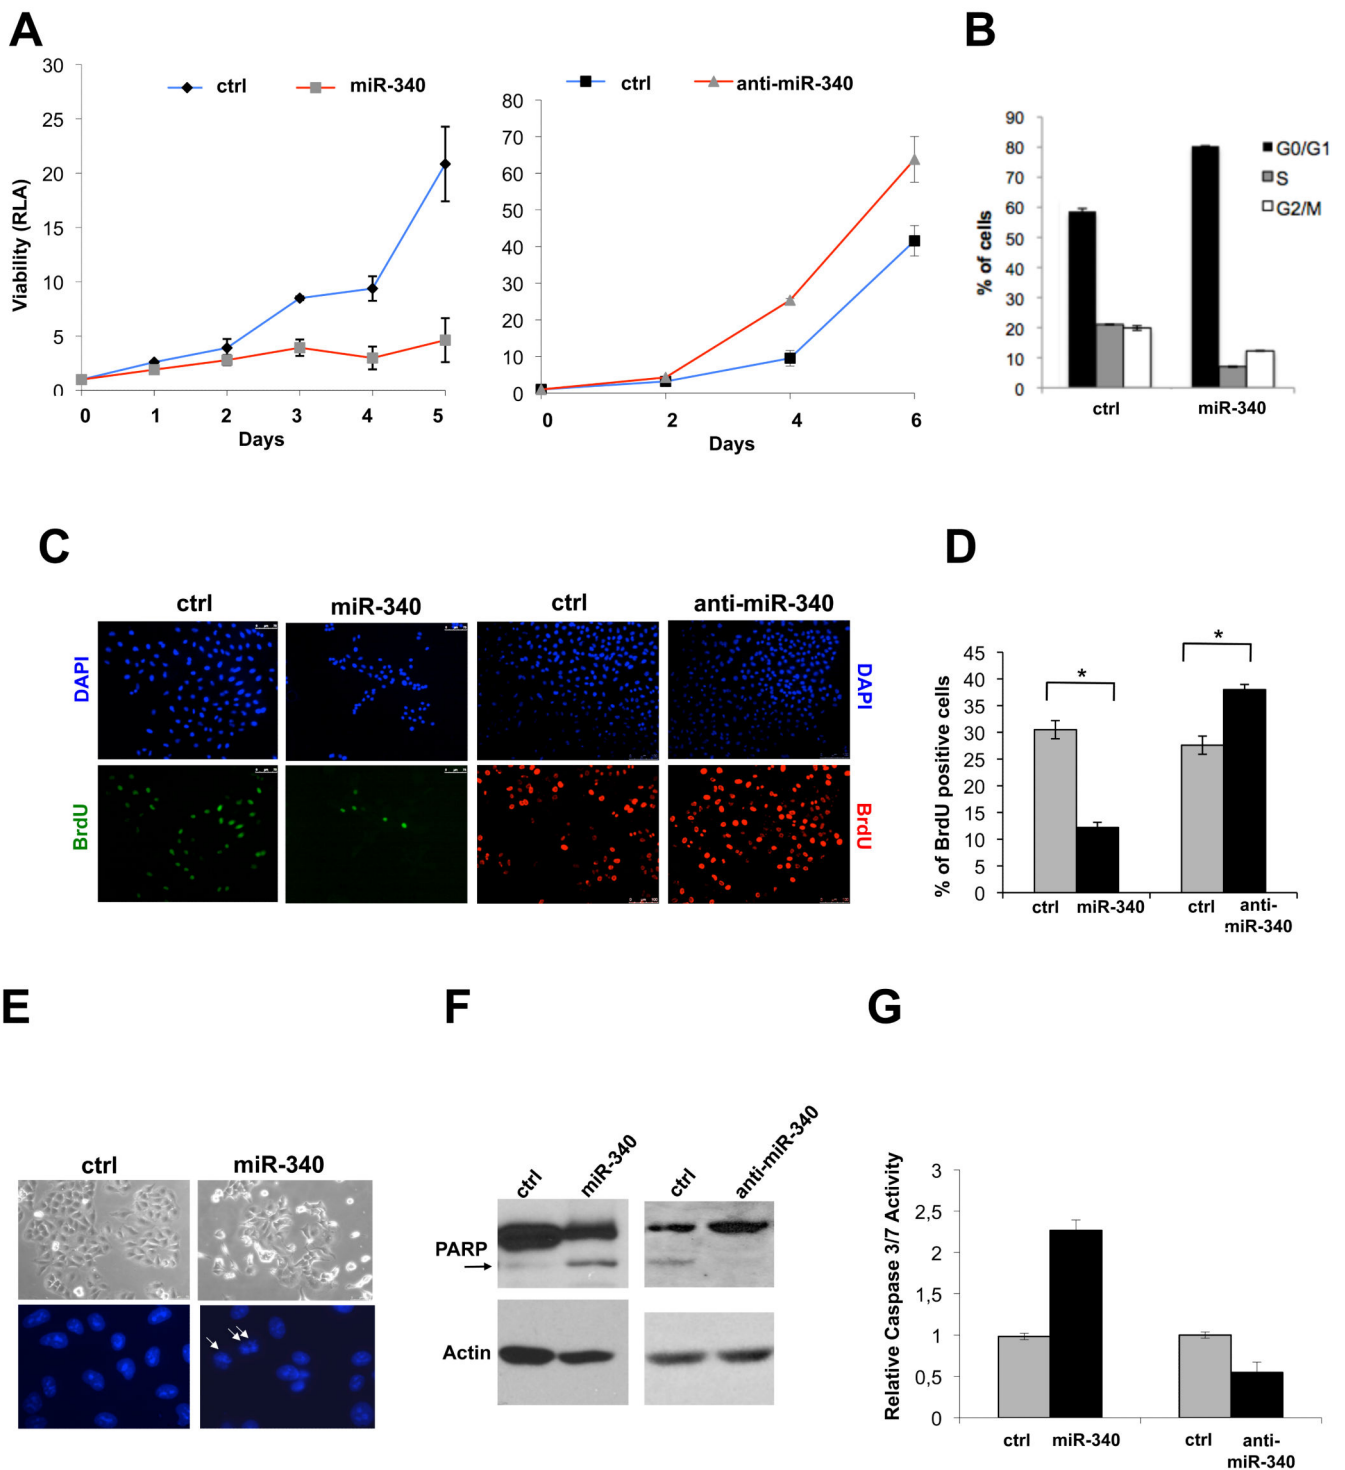 A
B
30
25
20
15
10
5
0
Viability (RLA)
ctrl
miR-340
0 1 2 3 4 5
Days
80
70
60
50
40
30
20
10
0
ctrl
anti-miR-340
0 2 4 6
Days
90
80
70
60
50
40
30
20
10
0
% of cells
G0/G1
S
G2/M
ctrl
miR-340
C
D
ctrl
miR-340
ctrl
anti-miR-340
DAPI
DAPI
BrdU
BrdU
45
40
35
30
25
20
15
10
5
0
% of BrdU positive cells
*
*
ctrl
miR-340
ctrl
anti-
miR-340
E
F
G
ctrl
miR-340
ctrl
miR-340
ctrl
anti-miR-340
PARP
Actin
3
2,5
2
1,5
1
0,5
0
Relative Caspase 3/7 Activity
ctrl
miR-340
ctrl
anti-
miR-340